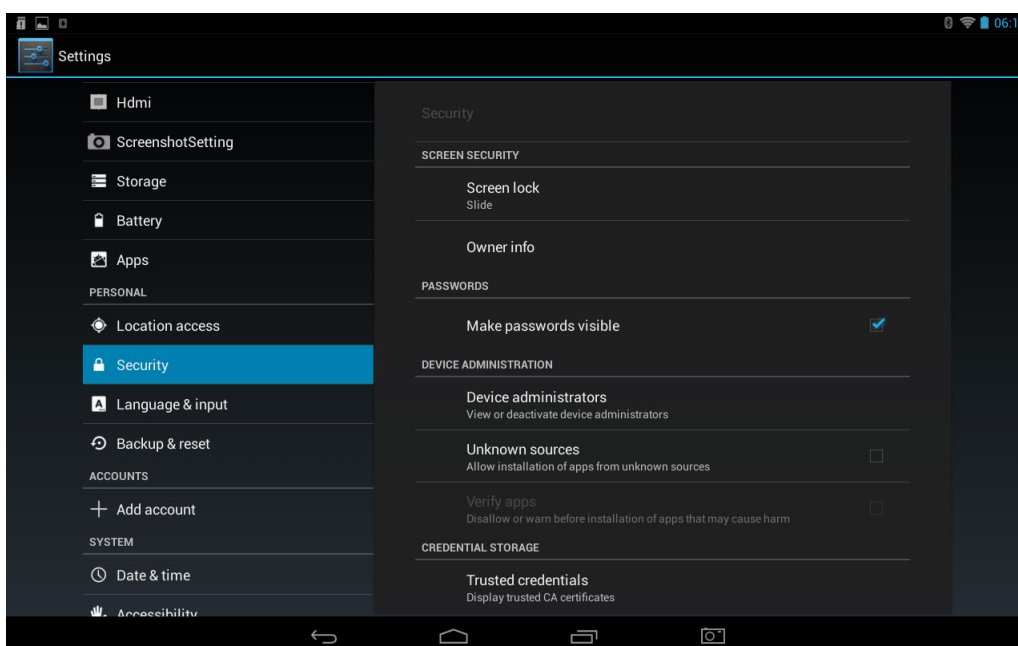 06:1
Settings
Hdmi
ScreenshotSetting
Storage
Battery
Apps
PERSONAL
Location access
Security
Language & input
Backup & reset
ACCOUNTS
Add account
SYSTEM
Date & time
Accessibility
Security
SCREEN SECURITY
Screen lock
Slide
Owner info
PASSWORDS
Make passwords visible
DEVICE ADMINISTRATION
Device administrators
View or deactivate device administrators
Unknown sources
Allow installation of apps from unknown sources
Verify apps
Disallow or warn before installation of apps that may cause harm
CREDENTIAL STORAGE
Trusted credentials
Display trusted CA certificates